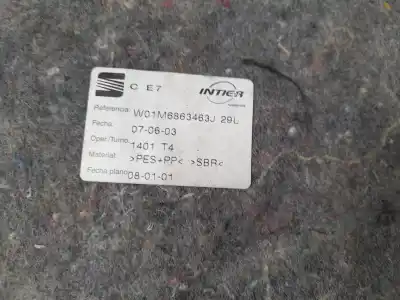 C E7
INTIER
Referencia: W01M6863463J 29L
Fecha 07-06-03
Oper/Turno 1401 T4
Material: >PES+PP< >SBR<
Fecha plano 08-01-01